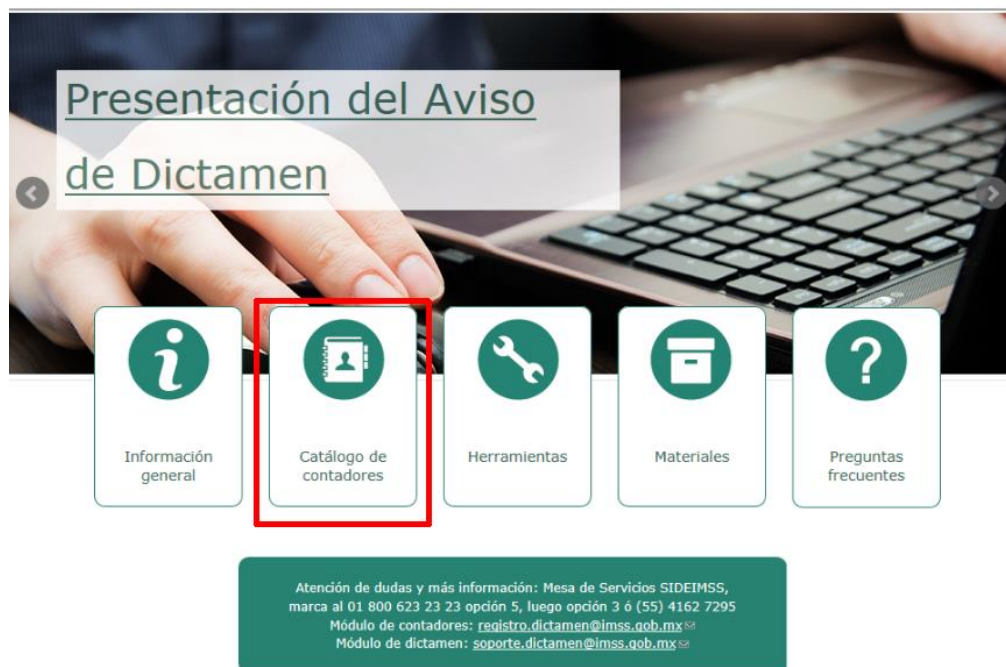 Presentación del Aviso
de Dictamen
Información
general
Catálogo de
contadores
Herramientas
Materiales
Preguntas
frecuentes
Atención de dudas y más información: Mesa de Servicios SIDEIMSS,
marca al 01 800 623 23 23 opción 5, luego opción 3 ó (55) 4162 7295
Módulo de contadores: registro.dictamen@imss.gob.mx
Módulo de dictamen: soporte.dictamen@imss.gob.mx